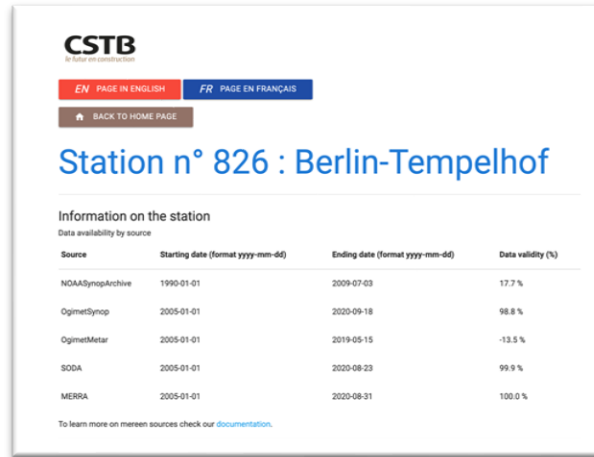 CSTB
le futur en construction
EN PAGE IN ENGLISH FR PAGE EN FRANÇAIS
BACK TO HOME PAGE
Station n° 826 : Berlin-Tempelhof
Information on the station
Data availability by source
Source Starting date (format yyyy-mm-dd) Ending date (format yyyy-mm-dd) Data validity (%)
NOAASynopArchive 1990-01-01 2009-07-03 17.7 %
OgimetSynop 2005-01-01 2020-09-18 98.8 %
OgimetMetar 2005-01-01 2019-05-15 -13.5 %
SODA 2005-01-01 2020-08-23 99.9 %
MERRA 2005-01-01 2020-08-31 100.0 %
To learn more on mereen sources check our documentation.